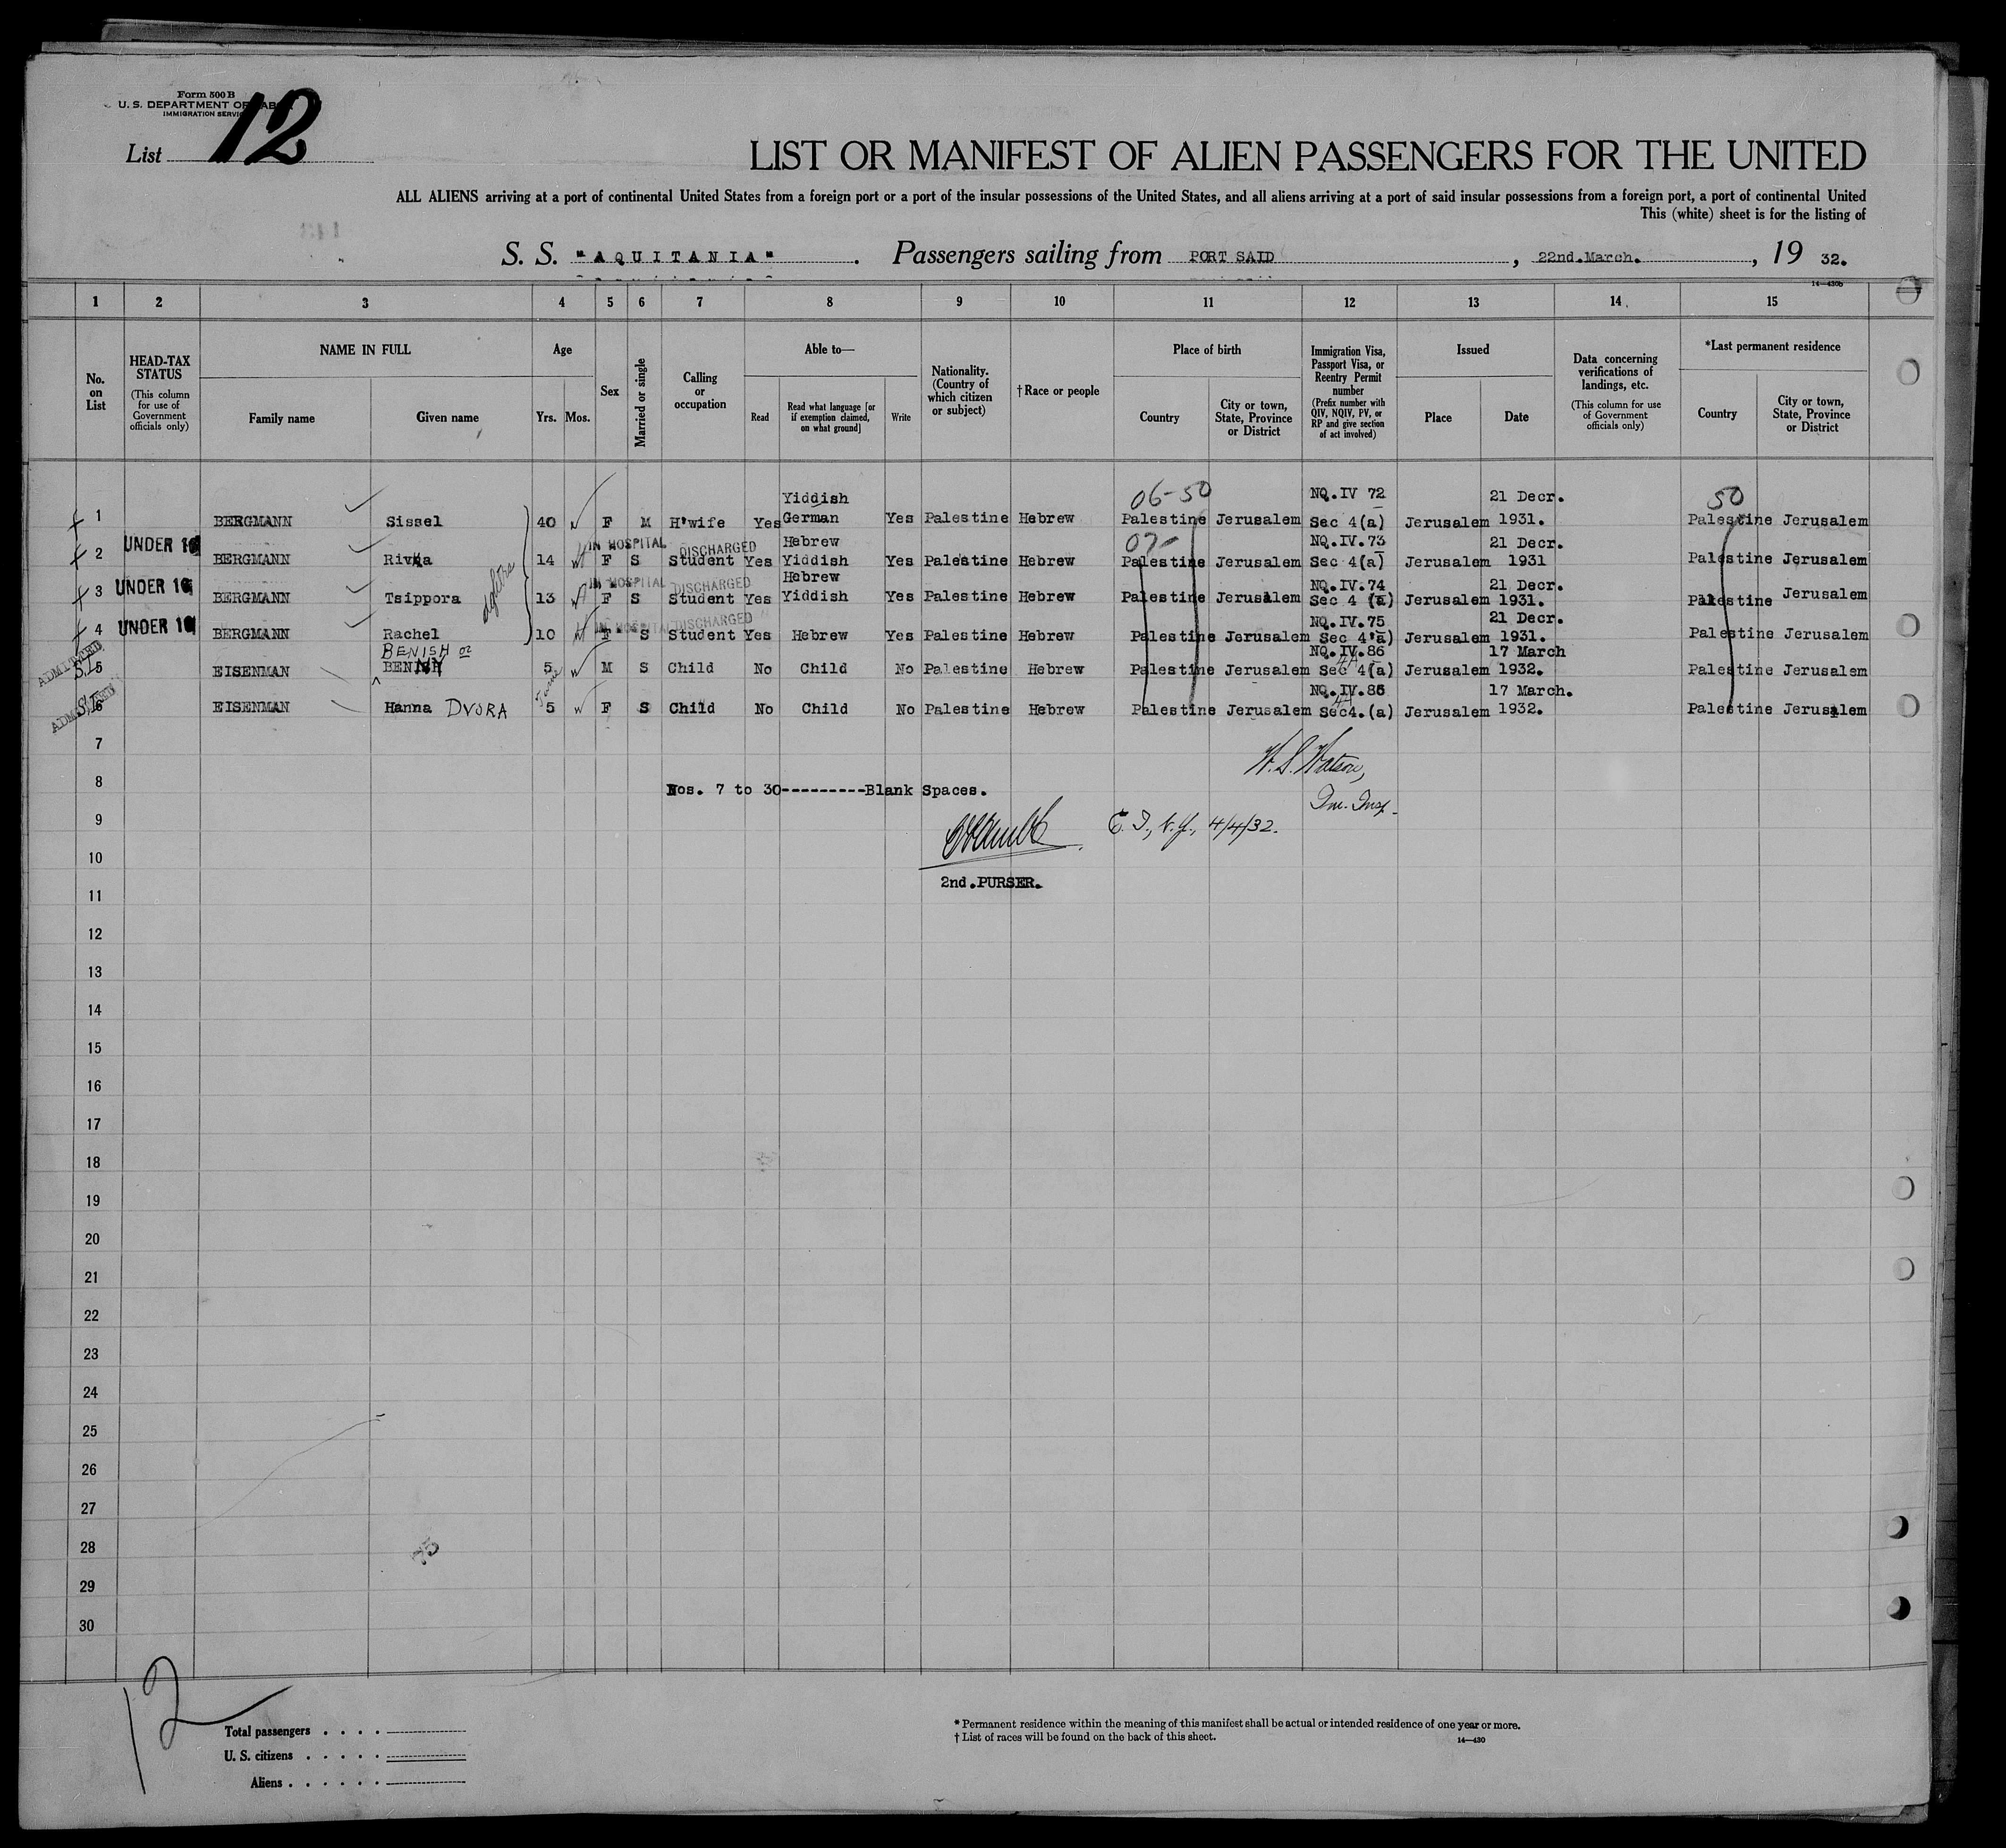 Form 500 B
U. S. DEPARTMENT OF LABOR
IMMIGRATION SERVICE
List 12
LIST OR MANIFEST OF ALIEN PASSENGERS FOR THE UNITED
ALL ALIENS arriving at a port of continental United States from a foreign port or a port of the insular possessions of the United States, and all aliens arriving at a port of said insular possessions from a foreign port, a port of continental United
This (white) sheet is for the listing of
S. S. "AQUITANIA". Passengers sailing from PORT SAID, 22nd.March., 19 32.
14—430b
1 2 3 4 5 6 7 8 9 10 11 12 13 14 15
No. on List
HEAD-TAX STATUS (This column for use of Government officials only)
NAME IN FULL Family name Given name
Age Yrs. Mos.
Sex
Married or single
Calling or occupation
Able to— Read Read what language [or if exemption claimed, on what ground] Write
Nationality. (Country of which citizen or subject)
† Race or people
Place of birth Country City or town, State, Province or District
Immigration Visa, Passport Visa, or Reentry Permit number (Prefix number with QIV, NQIV, PV, or RP and give section of act involved)
Issued Place Date
Data concerning verifications of landings, etc. (This column for use of Government officials only)
*Last permanent residence Country City or town, State, Province or District
06-50 50
1 BERGMANN Sissel 40 F M H'wife Yes Yiddish German Yes Palestine Hebrew Palestine Jerusalem NQ.IV 72 Sec 4(a) Jerusalem 21 Decr. 1931. Palestine Jerusalem
IN HOSPITAL DISCHARGED 07-
2 UNDER 16 BERGMANN Rivka 14 F S Student Yes Hebrew Yiddish Yes Palestine Hebrew Palestine Jerusalem NQ.IV.73 Sec 4(a) Jerusalem 21 Decr. 1931 Palestine Jerusalem
IN HOSPITAL DISCHARGED
3 UNDER 16 BERGMANN Tsippora 13 F S Student Yes Hebrew Yiddish Yes Palestine Hebrew Palestine Jerusalem NQ.IV.74 Sec 4 (a) Jerusalem 21 Decr. 1931. Palestine Jerusalem
IN HOSPITAL DISCHARGED
4 UNDER 16 BERGMANN Rachel 10 F S Student Yes Hebrew Yes Palestine Hebrew Palestine Jerusalem NQ.IV.75 Sec 4 a) Jerusalem 21 Decr. 1931. Palestine Jerusalem
BENISH or
ADMITTED S.I. 5 EISENMAN BENNY 5 M S Child No Child No Palestine Hebrew Palestine Jerusalem NQ.IV.86 Sec 4(a) Jerusalem 17 March 1932. Palestine Jerusalem
ADMITTED S.I. 6 EISENMAN Hanna DVORA 5 F S Child No Child No Palestine Hebrew Palestine Jerusalem Sec4.(a) Jerusalem 17 March. 1932. Palestine Jerusalem
7
W. S. Watson,
8 Nos. 7 to 30---------Blank Spaces.
Im. Insp.
9 E. I., N.Y., 4/4/32.
10
2nd.PURSER.
11
12
13
14
15
16
17
18
19
20
21
22
23
24
25
26
27
28
29
30
12
Total passengers
U. S. citizens
Aliens
* Permanent residence within the meaning of this manifest shall be actual or intended residence of one year or more.
† List of races will be found on the back of this sheet.
14—430